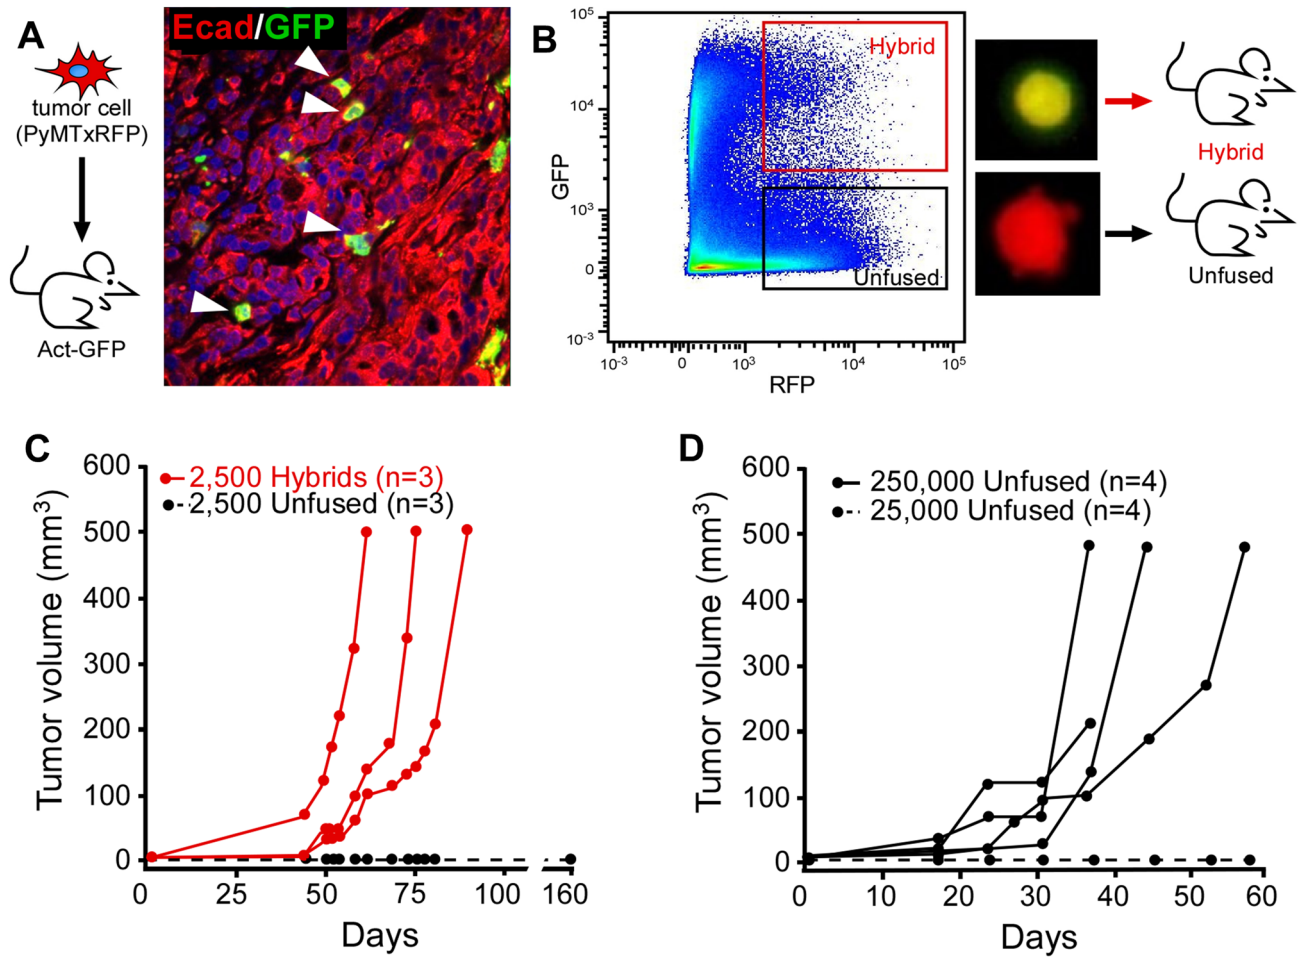 A
tumor cell
(PyMTxRFP)
Act-GFP
Ecad/GFP
B
10^5
10^4
10^3
0
10^-3
GFP
Hybrid
Unfused
10^-3
0
10^3
10^4
10^5
RFP
Hybrid
Unfused
C
600
500
400
300
200
100
0
Tumor volume (mm^3)
2,500 Hybrids (n=3)
2,500 Unfused (n=3)
0
25
50
75
100
160
Days
D
600
500
400
300
200
100
0
Tumor volume (mm^3)
250,000 Unfused (n=4)
25,000 Unfused (n=4)
0
10
20
30
40
50
60
Days